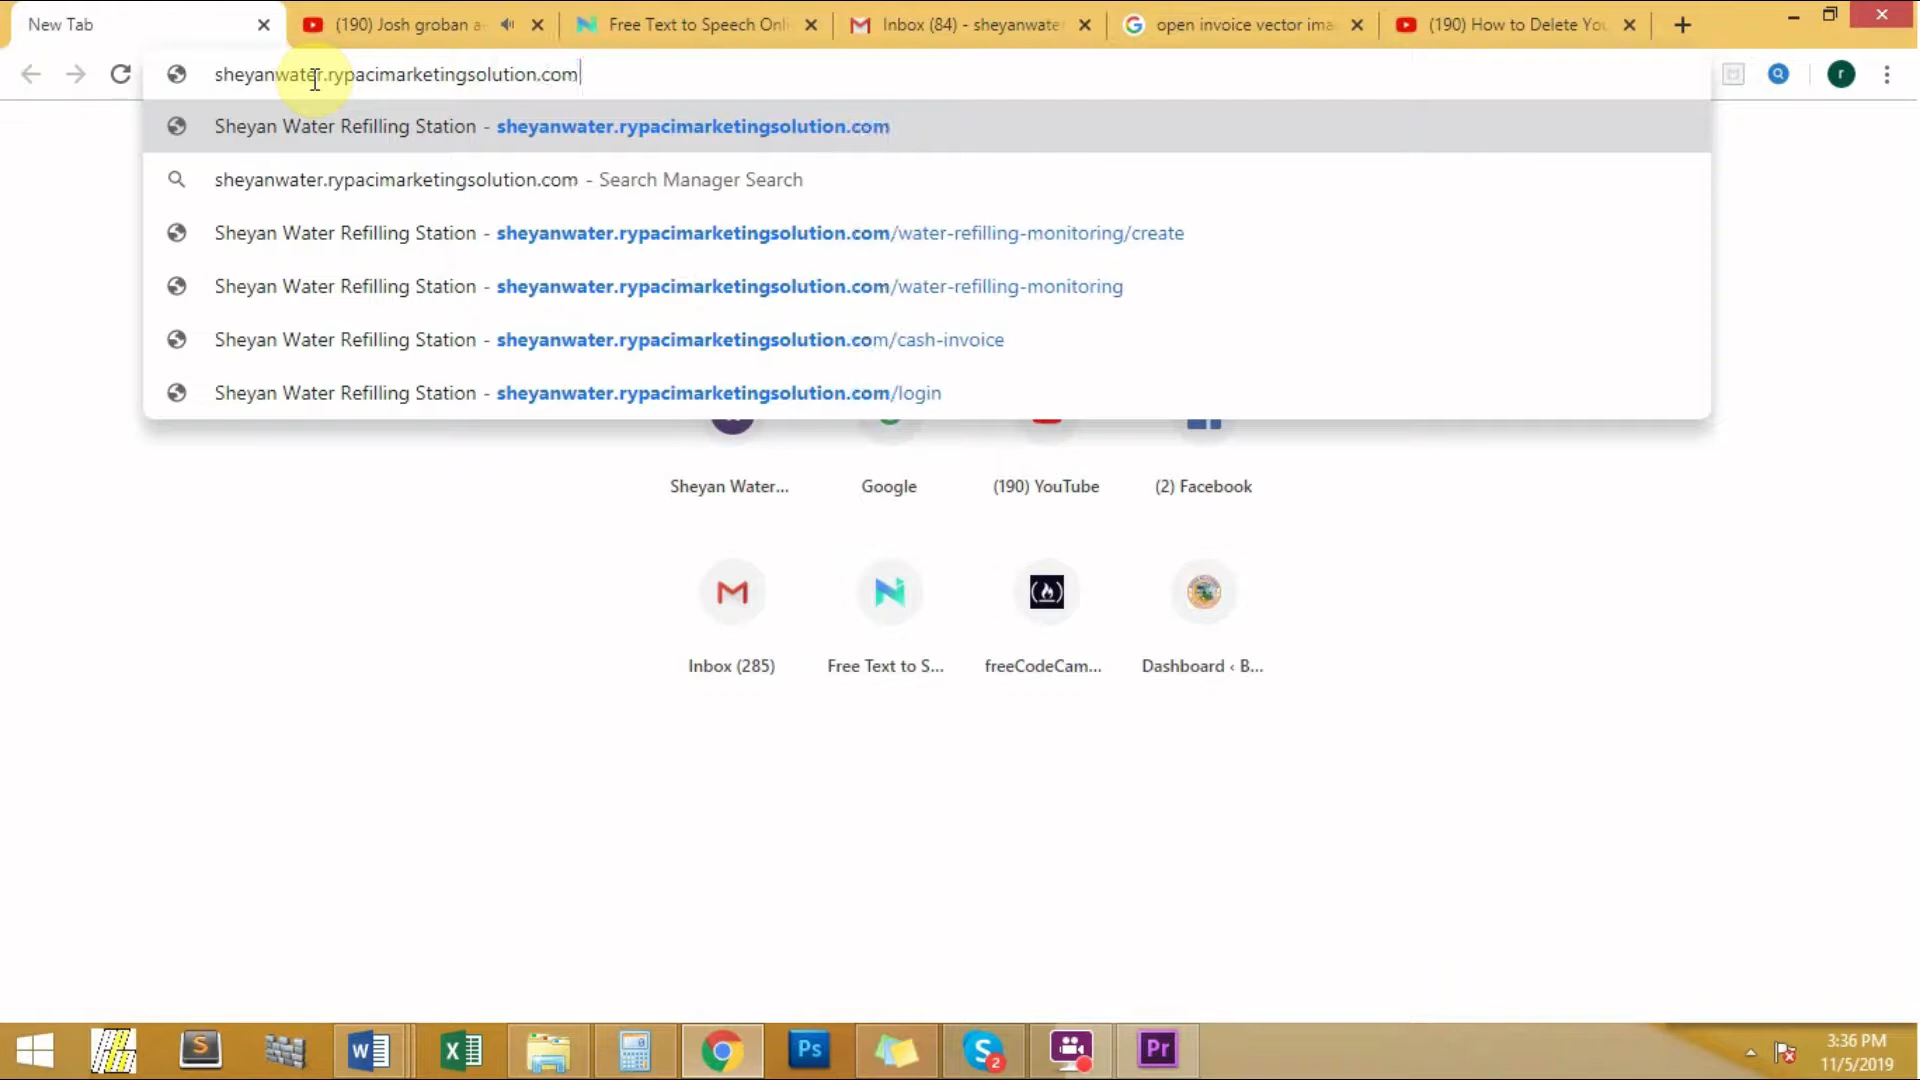 New Tab
(190) Josh groban a
Free Text to Speech Onli
Inbox (84) - sheyanwate
open invoice vector ima
(190) How to Delete You
sheyanwater.rypacimarketingsolution.com
r
Sheyan Water Refilling Station - sheyanwater.rypacimarketingsolution.com
sheyanwater.rypacimarketingsolution.com - Search Manager Search
Sheyan Water Refilling Station - sheyanwater.rypacimarketingsolution.com/water-refilling-monitoring/create
Sheyan Water Refilling Station - sheyanwater.rypacimarketingsolution.com/water-refilling-monitoring
Sheyan Water Refilling Station - sheyanwater.rypacimarketingsolution.com/cash-invoice
Sheyan Water Refilling Station - sheyanwater.rypacimarketingsolution.com/login
Sheyan Water...
Google
(190) YouTube
(2) Facebook
Inbox (285)
Free Text to S...
freeCodeCam...
Dashboard ‹ B...
S
W
X
Ps
S
2
Pr
3:36 PM
11/5/2019